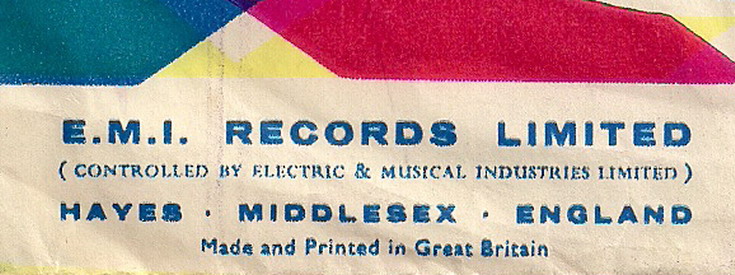 E.M.I. RECORDS LIMITED
(CONTROLLED BY ELECTRIC & MUSICAL INDUSTRIES LIMITED)
HAYES · MIDDLESEX · ENGLAND
Made and Printed in Great Britain